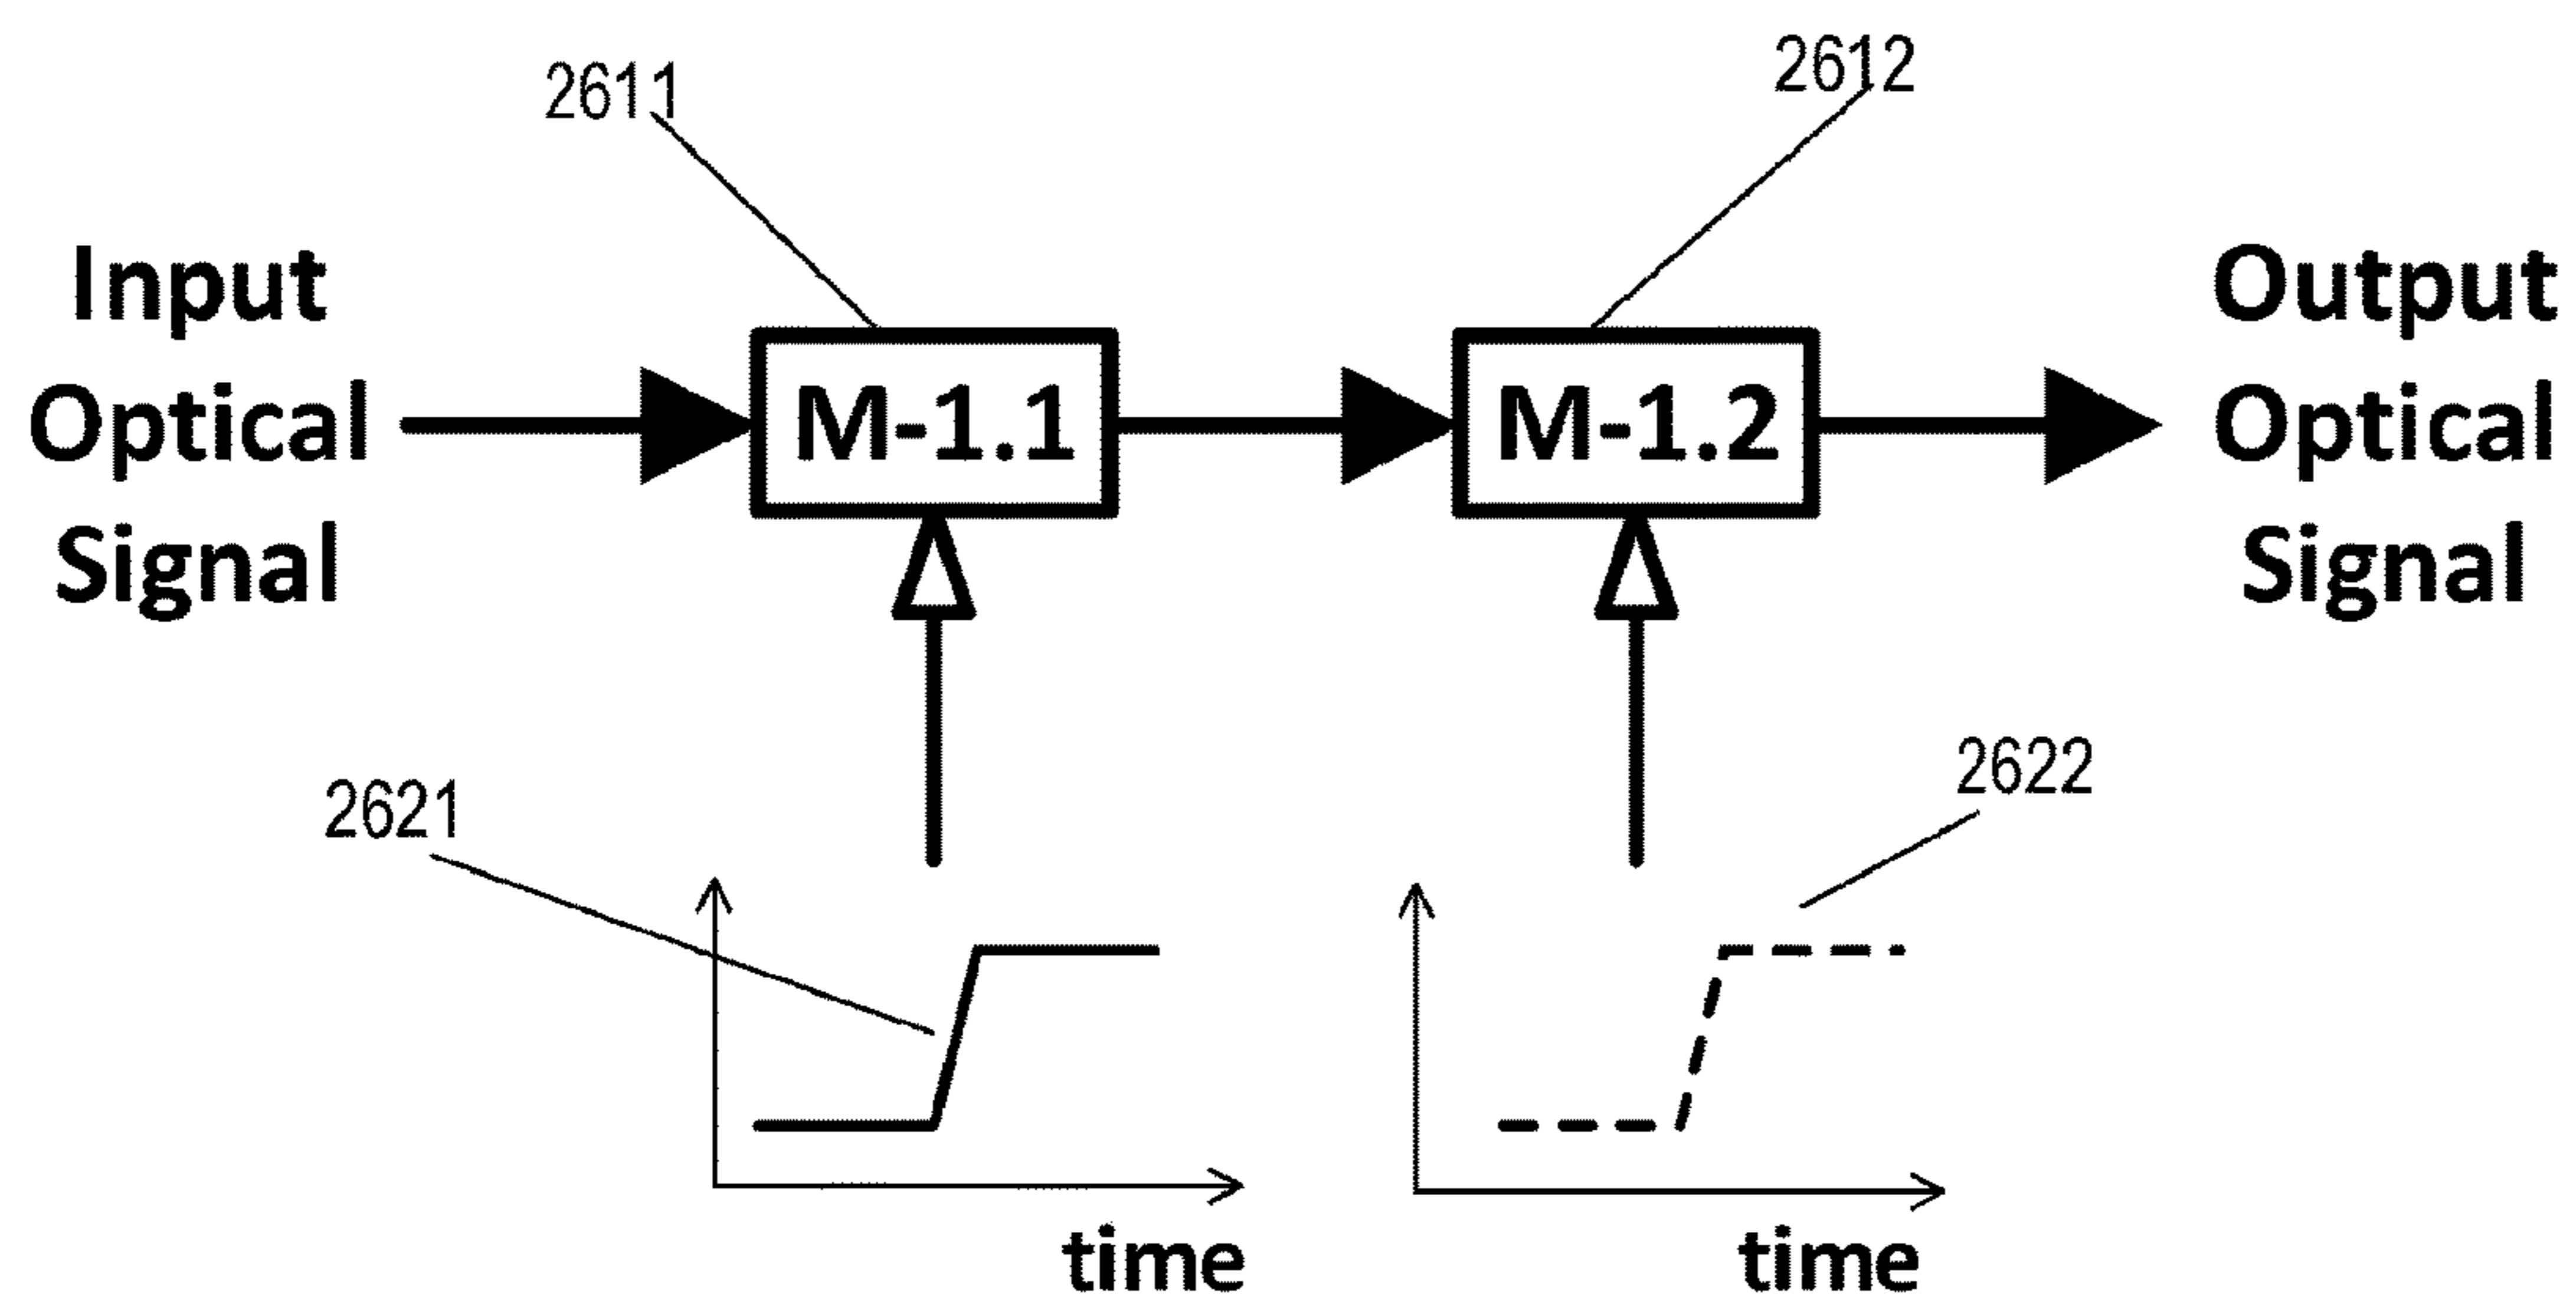 2611
2612
Input
Optical
Signal
M-1.1
M-1.2
Output
Optical
Signal
2621
2622
time
time